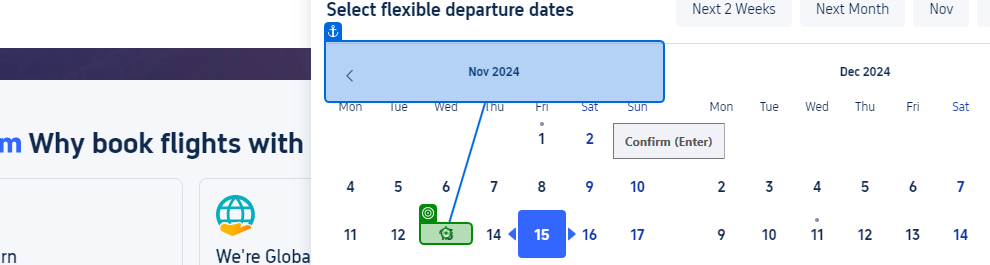 Select flexible departure dates
Next 2 Weeks
Next Month
Nov
Nov 2024
Dec 2024
Mon Tue Wed Thu Fri Sat Sun
Mon Tue Wed Thu Fri Sat
1 2
Confirm (Enter)
m Why book flights with
4 5 6 7 8 9 10
2 3 4 5 6 7
11 12 13 14 15 16 17
9 10 11 12 13 14
rn
We're Globa